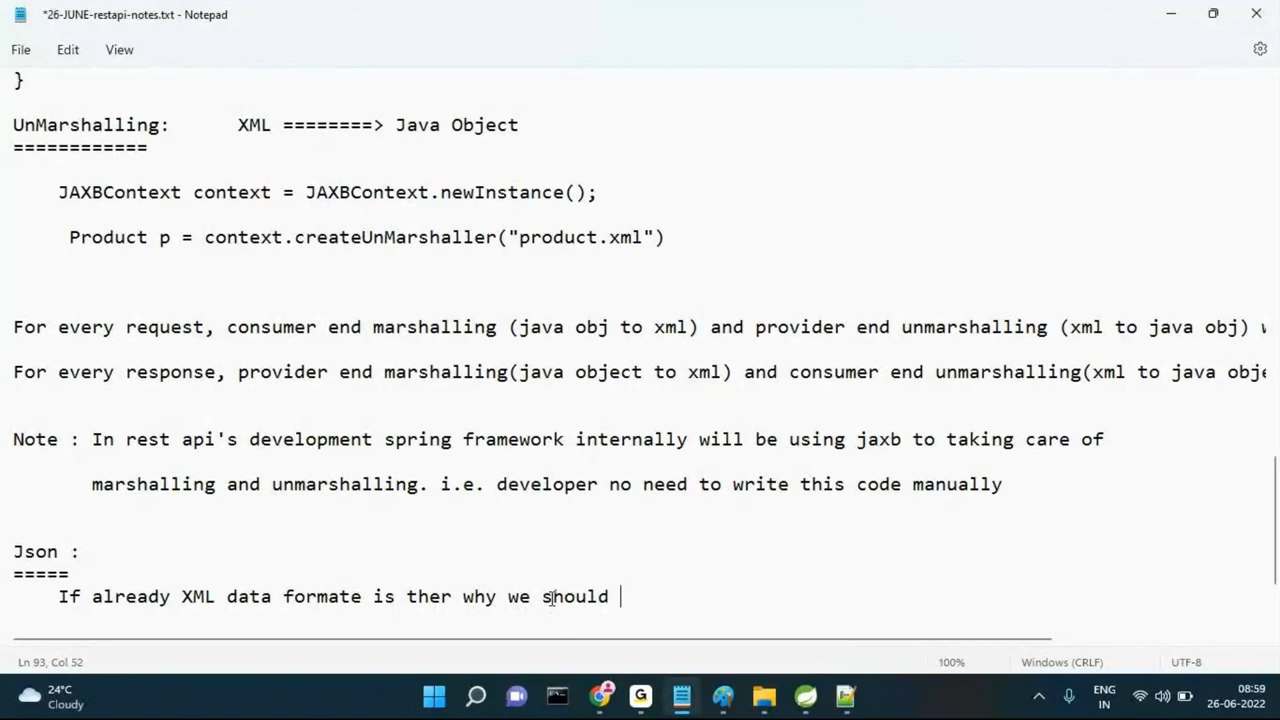 *26-JUNE-restapi-notes.txt - Notepad
File Edit View
}
UnMarshalling: XML ========> Java Object
============
JAXBContext context = JAXBContext.newInstance();
Product p = context.createUnMarshaller("product.xml")
For every request, consumer end marshalling (java obj to xml) and provider end unmarshalling (xml to java obj)
For every response, provider end marshalling(java object to xml) and consumer end unmarshalling(xml to java obje
Note : In rest api's development spring framework internally will be using jaxb to taking care of
marshalling and unmarshalling. i.e. developer no need to write this code manually
Json :
=====
If already XML data formate is ther why we should
Ln 93, Col 52 100% Windows (CRLF) UTF-8
24°C
Cloudy
ENG
IN
08:59
26-06-2022